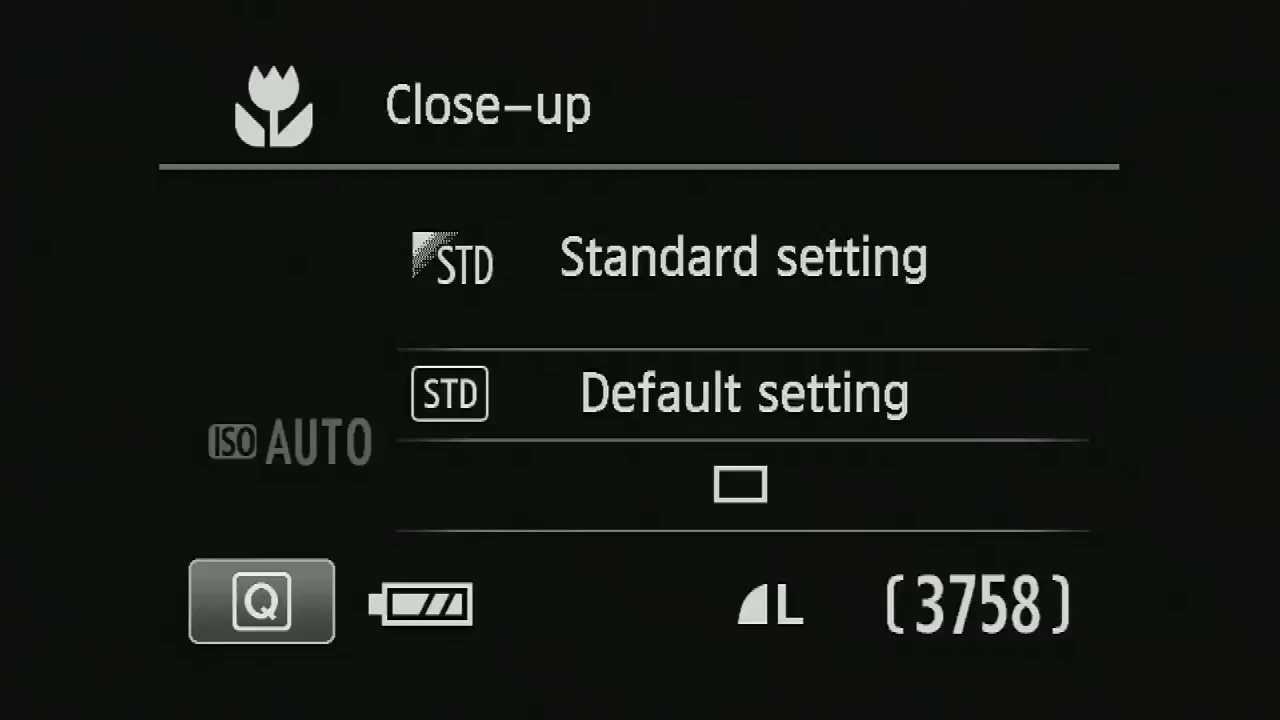 Close-up
STD Standard setting
STD Default setting
ISO AUTO
Q L (3758)